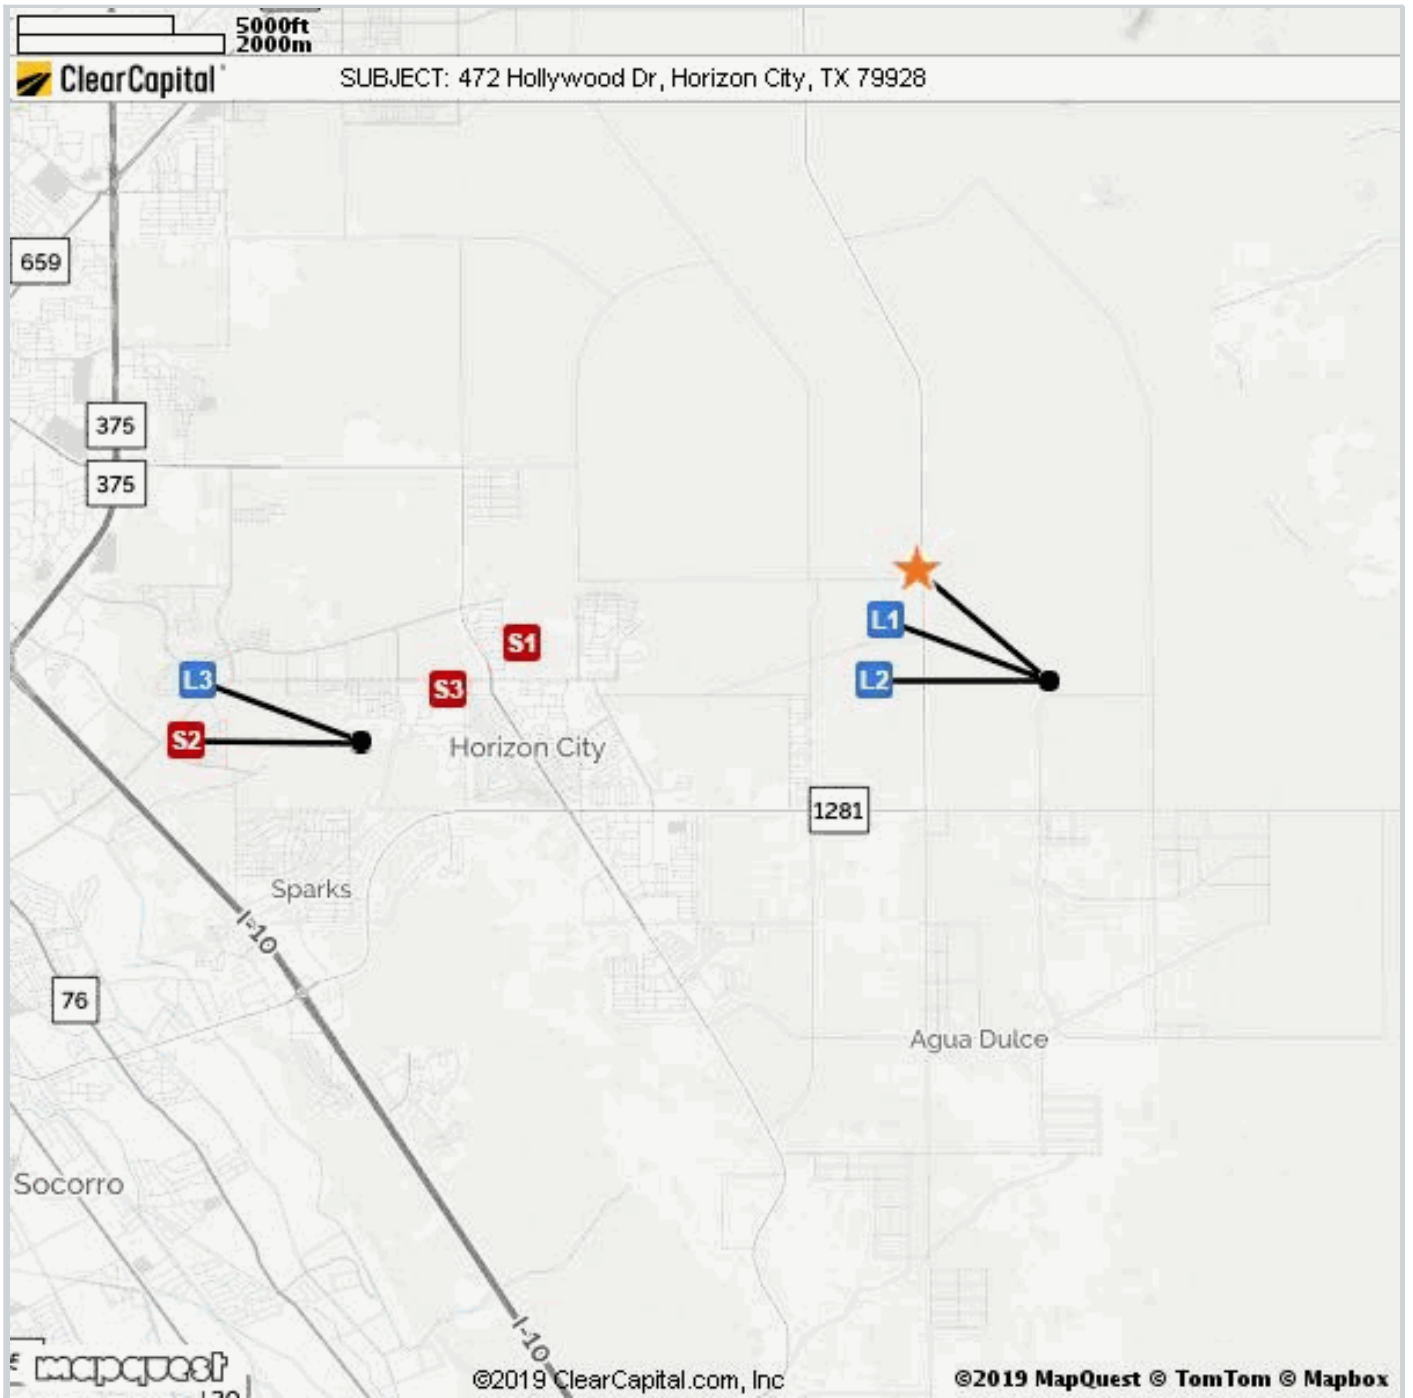 5000ft
2000m
ClearCapital
SUBJECT: 472 Hollywood Dr, Horizon City, TX 79928
659
375
375
L1
S1
L3
L2
S3
S2
Horizon City
1281
Sparks
I-10
76
Agua Dulce
Socorro
I-10
mapquest
©2019 ClearCapital.com, Inc
©2019 MapQuest © TomTom © Mapbox